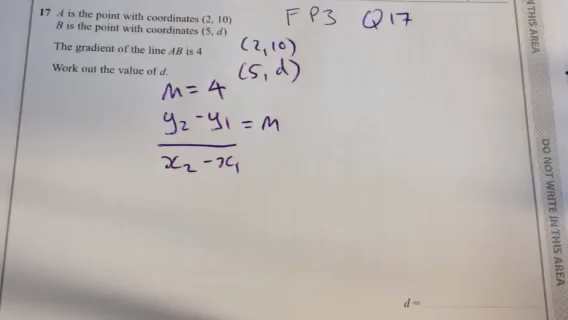 17 A is the point with coordinates (2, 10)
B is the point with coordinates (5, d)
The gradient of the line AB is 4
Work out the value of d.
FP3 Q17
(2,10)
(5, d)
M = 4
y₂ - y₁ = M
x₂ - x₁
d =
N THIS AREA
DO NOT WRITE IN THIS AREA